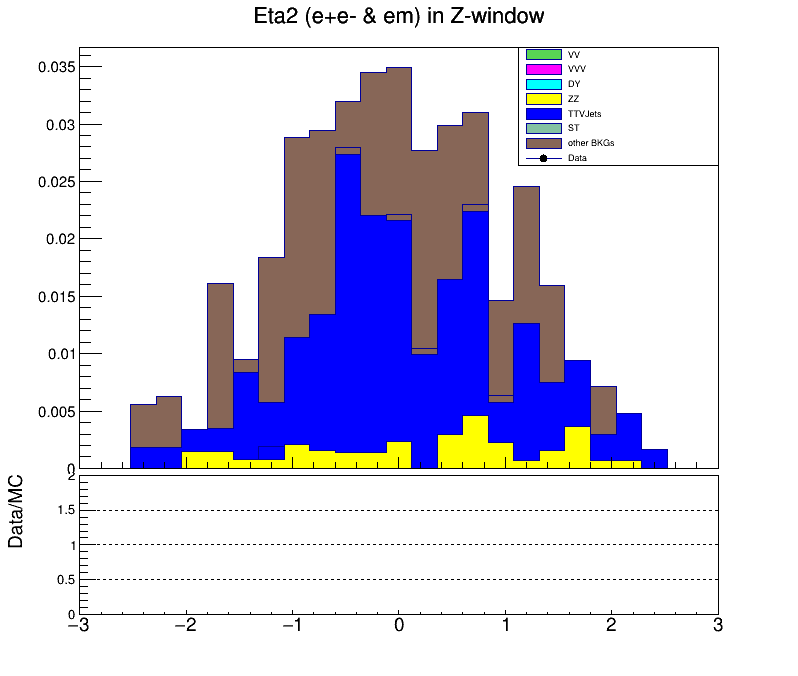 Eta2 (e+e- & em) in Z-window
VV
VVV
DY
ZZ
TTVJets
ST
other BKGs
Data
0.035
0.03
0.025
0.02
0.015
0.01
0.005
0
Data/MC
2
1.5
1
0.5
0
−3
−2
−1
0
1
2
3